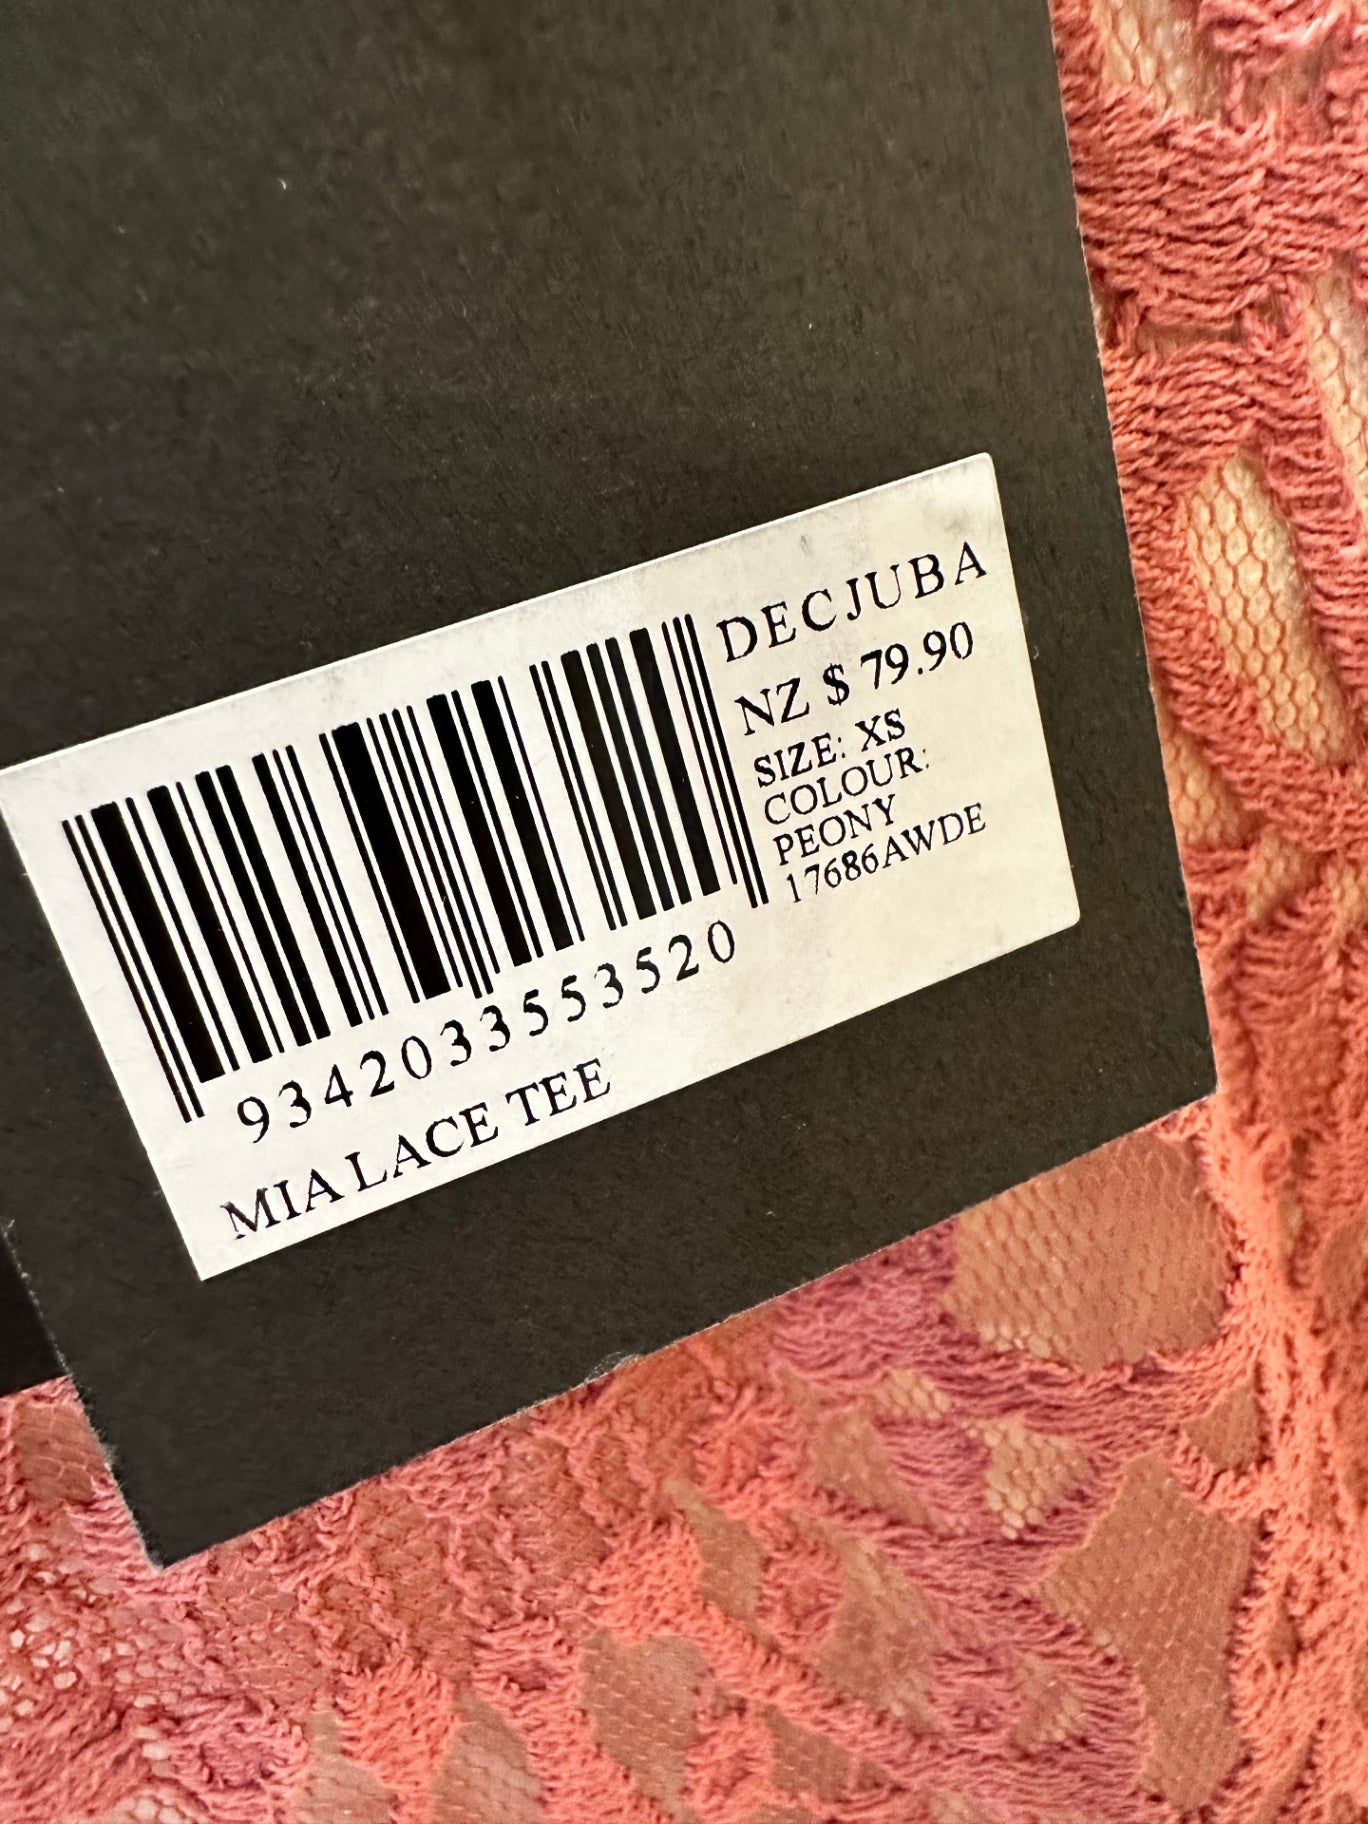 DECJUBA
NZ $ 79.90
SIZE: XS
COLOUR:
PEONY
17686AWDE
9342033553520
MIA LACE TEE